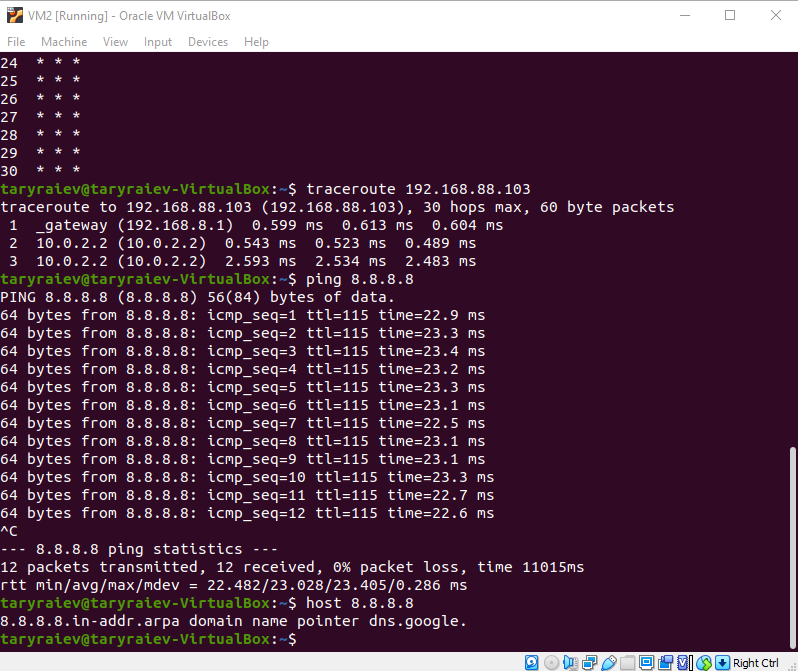 VM2 [Running] - Oracle VM VirtualBox
File Machine View Input Devices Help
24  * * *
25  * * *
26  * * *
27  * * *
28  * * *
29  * * *
30  * * *
taryraiev@taryraiev-VirtualBox:~$ traceroute 192.168.88.103
traceroute to 192.168.88.103 (192.168.88.103), 30 hops max, 60 byte packets
 1  _gateway (192.168.8.1)  0.599 ms  0.613 ms  0.604 ms
 2  10.0.2.2 (10.0.2.2)  0.543 ms  0.523 ms  0.489 ms
 3  10.0.2.2 (10.0.2.2)  2.593 ms  2.534 ms  2.483 ms
taryraiev@taryraiev-VirtualBox:~$ ping 8.8.8.8
PING 8.8.8.8 (8.8.8.8) 56(84) bytes of data.
64 bytes from 8.8.8.8: icmp_seq=1 ttl=115 time=22.9 ms
64 bytes from 8.8.8.8: icmp_seq=2 ttl=115 time=23.3 ms
64 bytes from 8.8.8.8: icmp_seq=3 ttl=115 time=23.4 ms
64 bytes from 8.8.8.8: icmp_seq=4 ttl=115 time=23.2 ms
64 bytes from 8.8.8.8: icmp_seq=5 ttl=115 time=23.3 ms
64 bytes from 8.8.8.8: icmp_seq=6 ttl=115 time=23.1 ms
64 bytes from 8.8.8.8: icmp_seq=7 ttl=115 time=22.5 ms
64 bytes from 8.8.8.8: icmp_seq=8 ttl=115 time=23.1 ms
64 bytes from 8.8.8.8: icmp_seq=9 ttl=115 time=23.1 ms
64 bytes from 8.8.8.8: icmp_seq=10 ttl=115 time=23.3 ms
64 bytes from 8.8.8.8: icmp_seq=11 ttl=115 time=22.7 ms
64 bytes from 8.8.8.8: icmp_seq=12 ttl=115 time=22.6 ms
^C
--- 8.8.8.8 ping statistics ---
12 packets transmitted, 12 received, 0% packet loss, time 11015ms
rtt min/avg/max/mdev = 22.482/23.028/23.405/0.286 ms
taryraiev@taryraiev-VirtualBox:~$ host 8.8.8.8
8.8.8.8.in-addr.arpa domain name pointer dns.google.
taryraiev@taryraiev-VirtualBox:~$
Right Ctrl